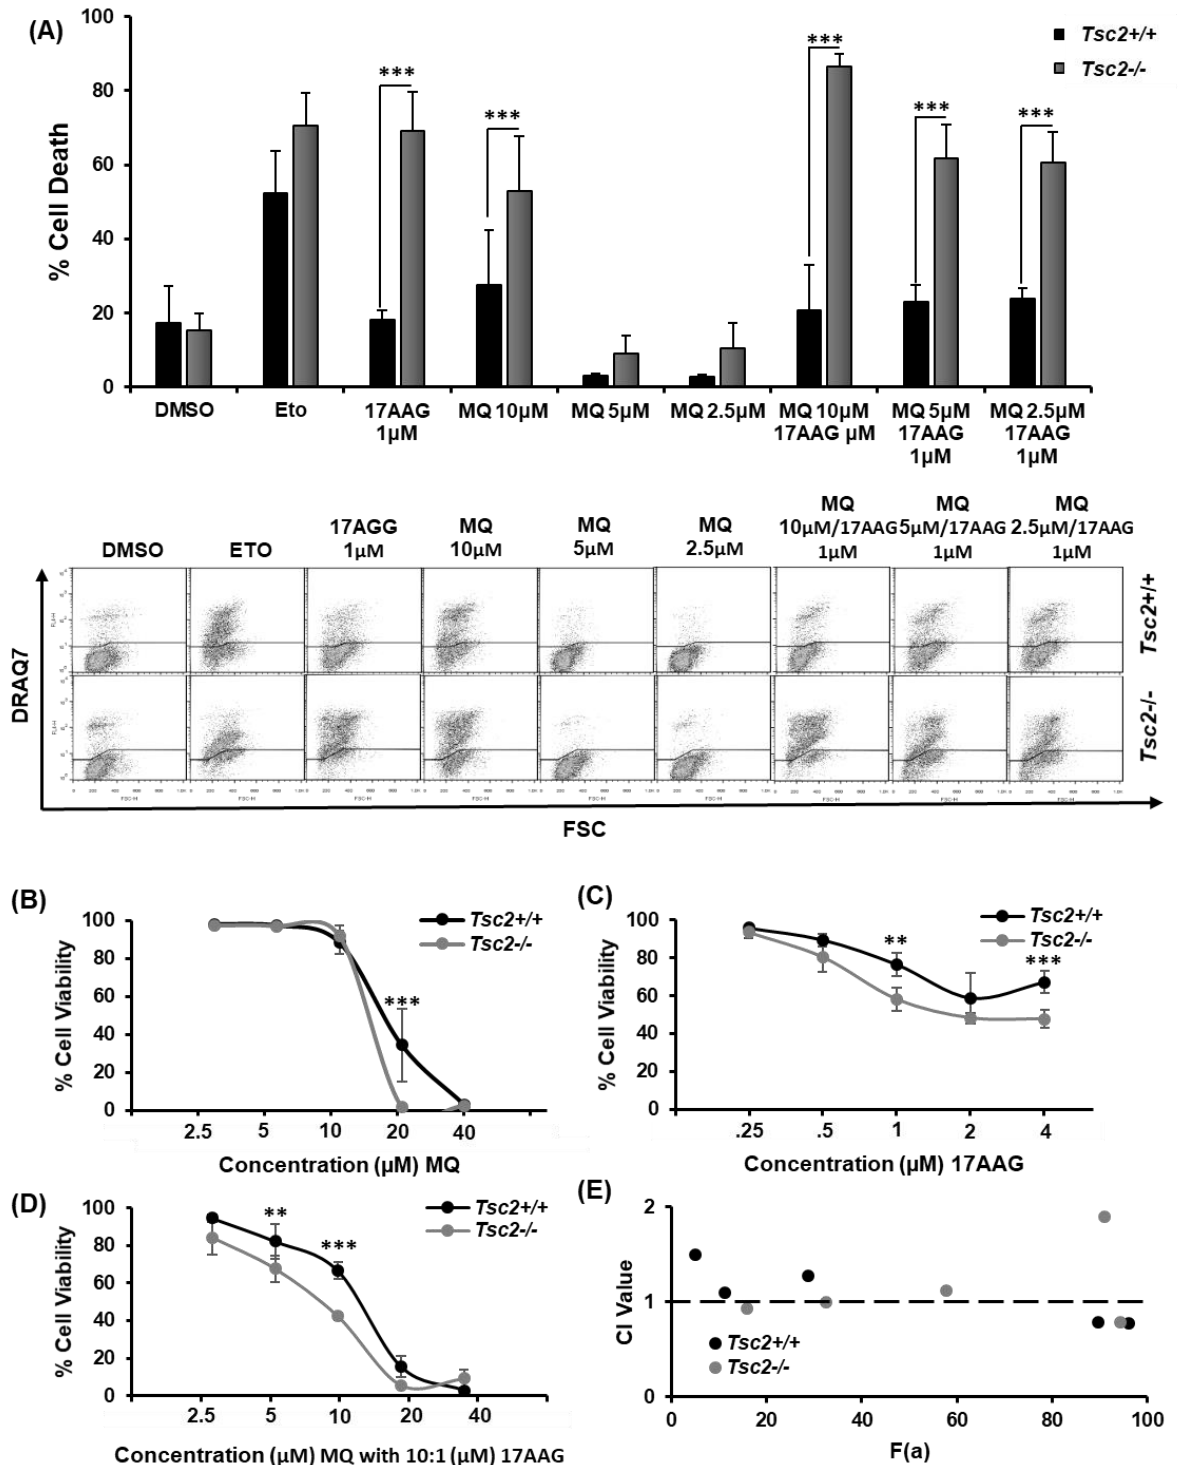 (A)
100
80
60
40
20
0
% Cell Death
Tsc2+/+
Tsc2-/-
***
***
***
***
***
DMSO
Eto
17AAG
1µM
MQ 10µM
MQ 5µM
MQ 2.5µM
MQ 10µM
17AAG µM
MQ 5µM
17AAG
1µM
MQ 2.5µM
17AAG
1µM
DMSO
ETO
17AGG
1µM
MQ
10µM
MQ
5µM
MQ
2.5µM
MQ
10µM/17AAG
1µM
MQ
5µM/17AAG
1µM
MQ
2.5µM/17AAG
1µM
DRAQ7
Tsc2+/+
Tsc2-/-
FSC
(B)
100
80
60
40
20
0
% Cell Viability
Tsc2+/+
Tsc2-/-
***
2.5 5 10 20 40
Concentration (µM) MQ
(C)
100
80
60
40
20
0
% Cell Viability
Tsc2+/+
Tsc2-/-
**
***
.25 .5 1 2 4
Concentration (µM) 17AAG
(D)
100
80
60
40
20
0
% Cell Viability
Tsc2+/+
Tsc2-/-
**
***
2.5 5 10 20 40
Concentration (µM) MQ with 10:1 (µM) 17AAG
(E)
2
1
0
CI Value
Tsc2+/+
Tsc2-/-
0 20 40 60 80 100
F(a)